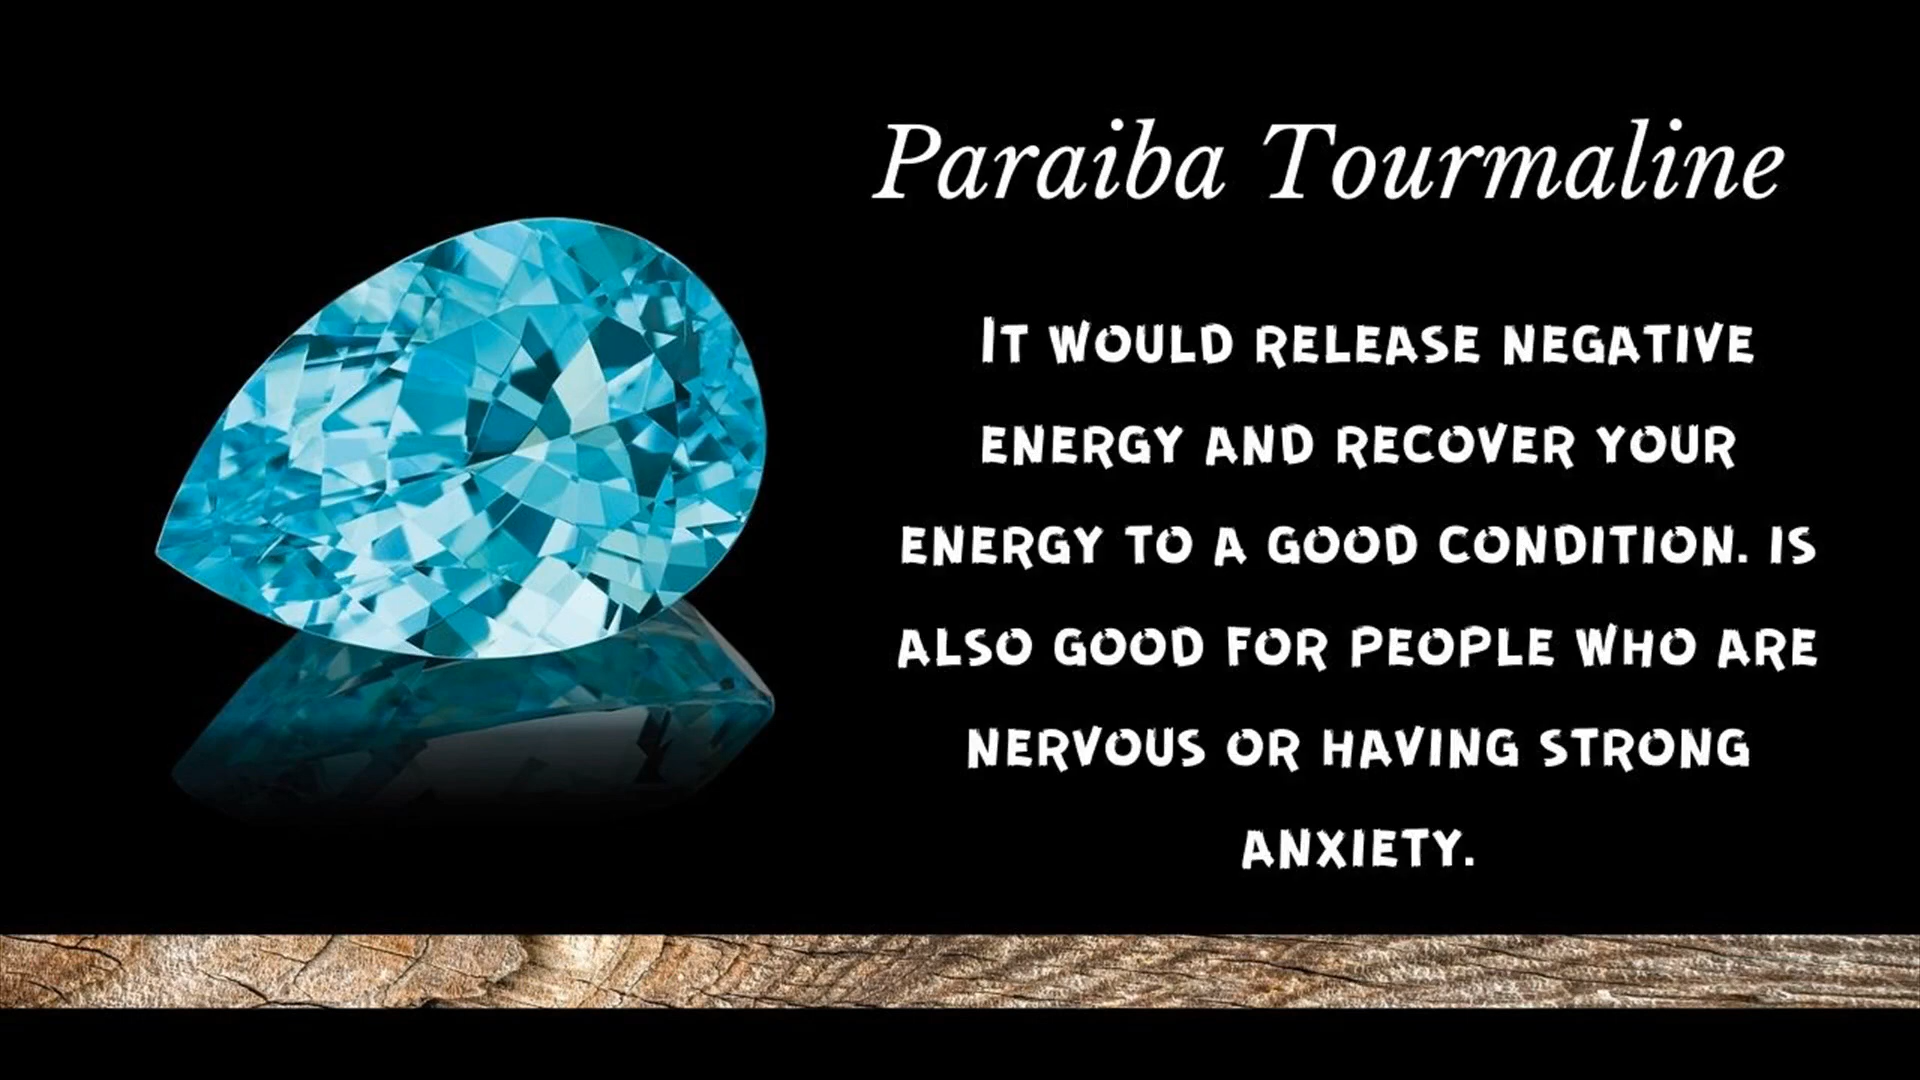 Paraiba Tourmaline
It would release negative
energy and recover your
energy to a good condition. is
also good for people who are
nervous or having strong
anxiety.